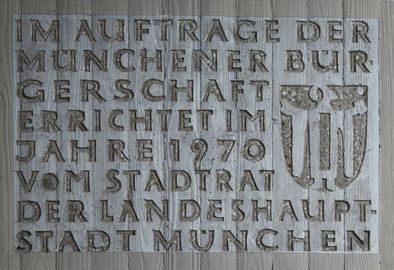 IM AUFTRAGE DER
MÜNCHENER BÜR-
GERSCHAFT
ERRICHTET IM
JAHRE 1970
VOM STADTRAT
DER LANDESHAUPT-
STADT MÜNCHEN